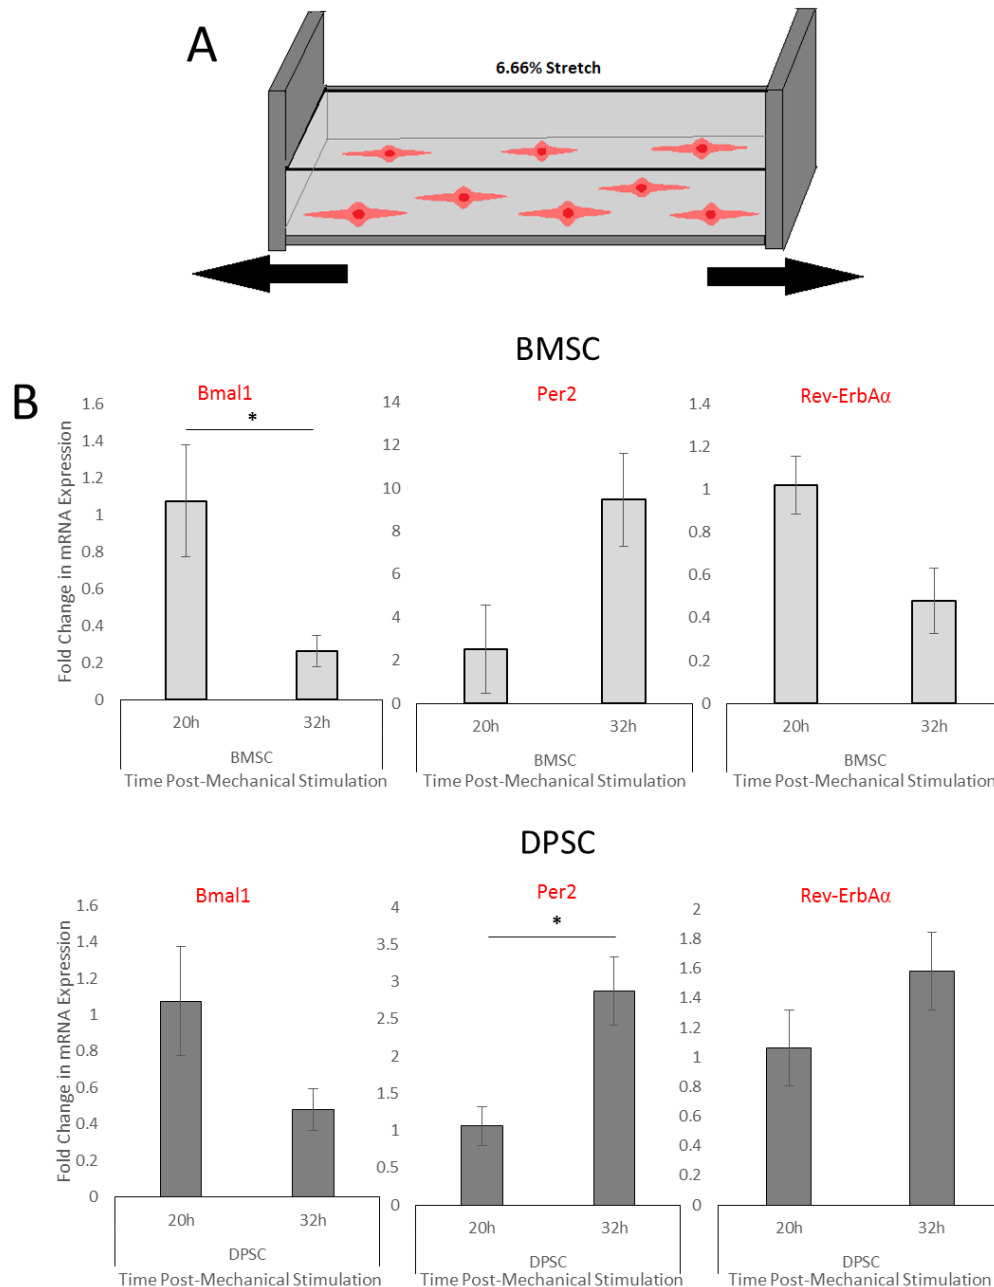 A
6.66% Stretch
BMSC
B
Bmal1
Per2
Rev-ErbAα
*
Fold Change in mRNA Expression
1.6
1.4
1.2
1
0.8
0.6
0.4
0.2
0
14
12
10
8
6
4
2
0
1.4
1.2
1
0.8
0.6
0.4
0.2
0
20h 32h
20h 32h
20h 32h
BMSC
BMSC
BMSC
Time Post-Mechanical Stimulation
Time Post-Mechanical Stimulation
Time Post-Mechanical Stimulation
DPSC
Bmal1
Per2
Rev-ErbAα
*
Fold Change in mRNA Expression
1.6
1.4
1.2
1
0.8
0.6
0.4
0.2
0
4
3.5
3
2.5
2
1.5
1
0.5
0
2
1.8
1.6
1.4
1.2
1
0.8
0.6
0.4
0.2
0
20h 32h
20h 32h
20h 32h
DPSC
DPSC
DPSC
Time Post-Mechanical Stimulation
Time Post-Mechanical Stimulation
Time Post-Mechanical Stimulation